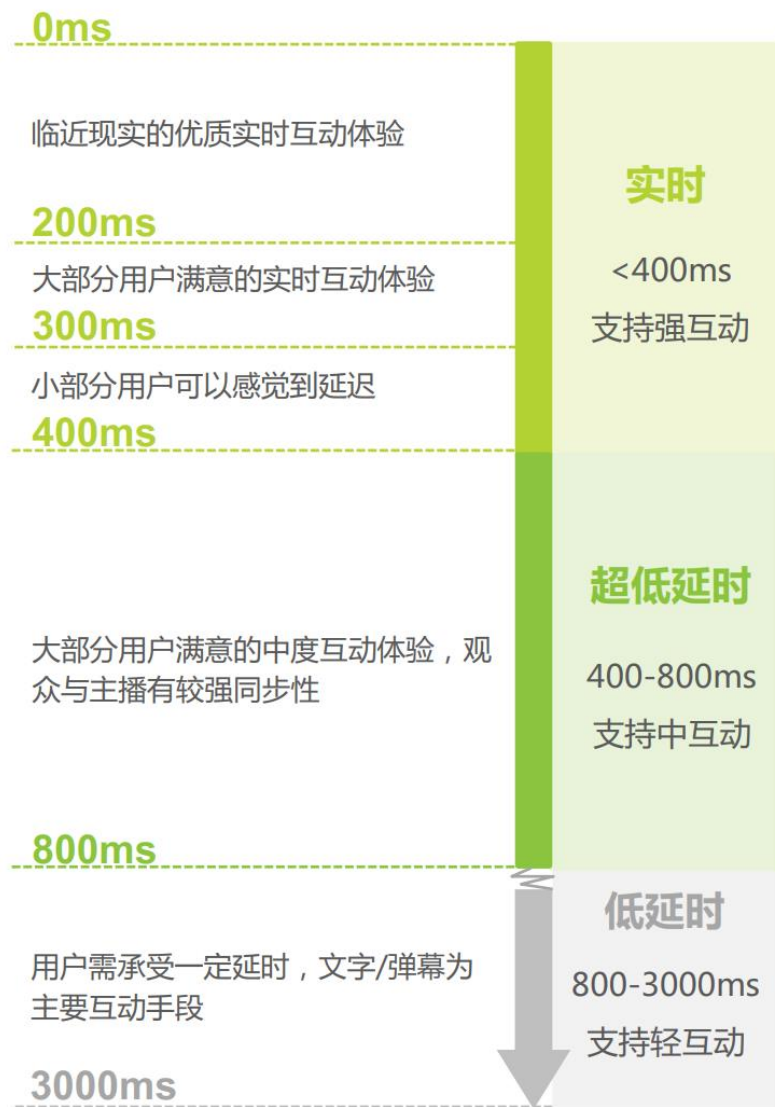 0ms
临近现实的优质实时互动体验
200ms
大部分用户满意的实时互动体验
300ms
小部分用户可以感觉到延迟
400ms
实时
<400ms
支持强互动
大部分用户满意的中度互动体验，观
众与主播有较强同步性
800ms
超低延时
400-800ms
支持中互动
用户需承受一定延时，文字/弹幕为
主要互动手段
3000ms
低延时
800-3000ms
支持轻互动